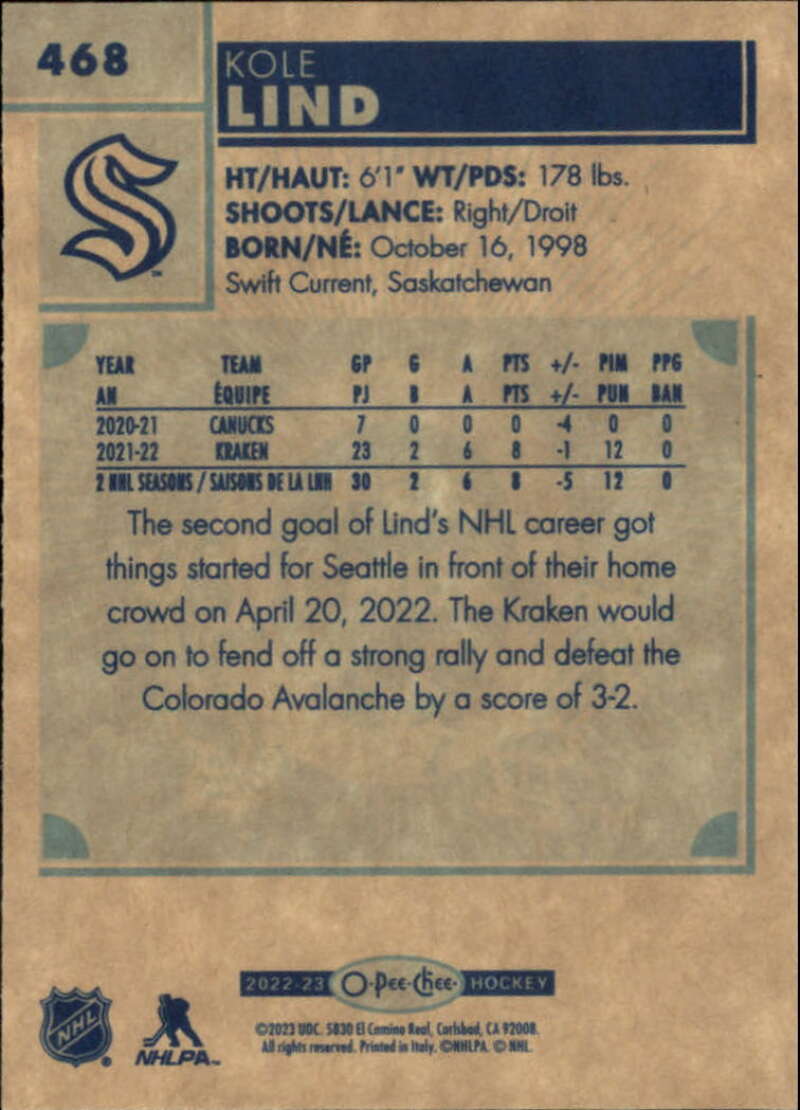 468
KOLE
LIND
HT/HAUT: 6'1" WT/PDS: 178 lbs.
SHOOTS/LANCE: Right/Droit
BORN/NÉ: October 16, 1998
Swift Current, Saskatchewan
YEAR TEAM GP G A PTS +/- PIM PPG
AN ÉQUIPE PJ B A PTS +/- PUN BAN
2020-21 CANUCKS 7 0 0 0 -4 0 0
2021-22 KRAKEN 23 2 6 8 -1 12 0
2 NHL SEASONS / SAISONS DE LA LNH 30 2 6 8 -5 12 0
The second goal of Lind's NHL career got
things started for Seattle in front of their home
crowd on April 20, 2022. The Kraken would
go on to fend off a strong rally and defeat the
Colorado Avalanche by a score of 3-2.
2022-23 O-Pee-Chee HOCKEY
©2023 UDC. 5830 El Camino Real, Carlsbad, CA 92008.
All rights reserved. Printed in Italy. ©NHLPA. © NHL.
NHL
NHLPA™